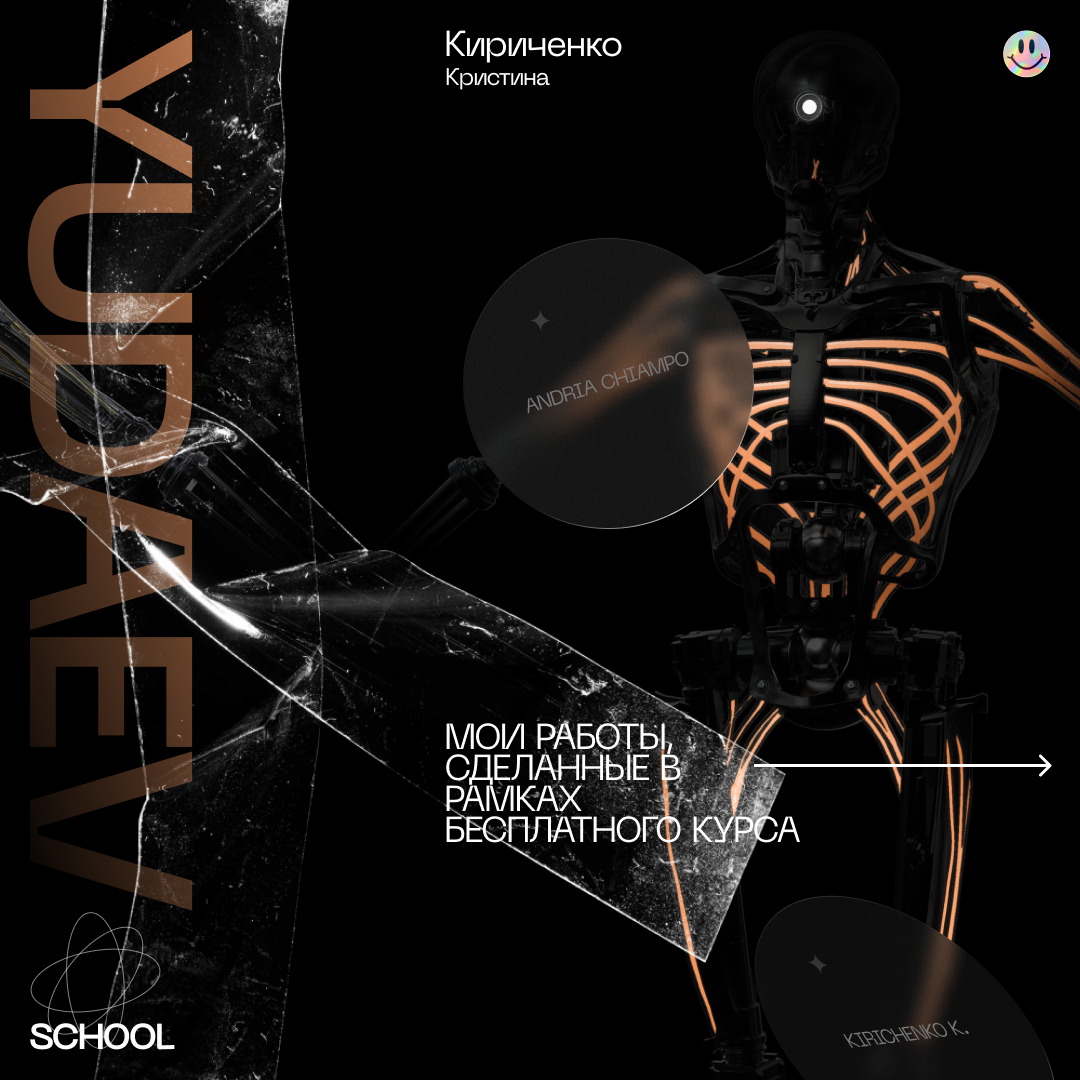 YUDAEV
Кириченко
Кристина
ANDRIA CHIAMPO
МОИ РАБОТЫ,
СДЕЛАННЫЕ В
РАМКАХ
БЕСПЛАТНОГО КУРСА
KIRICHENKO K.
SCHOOL